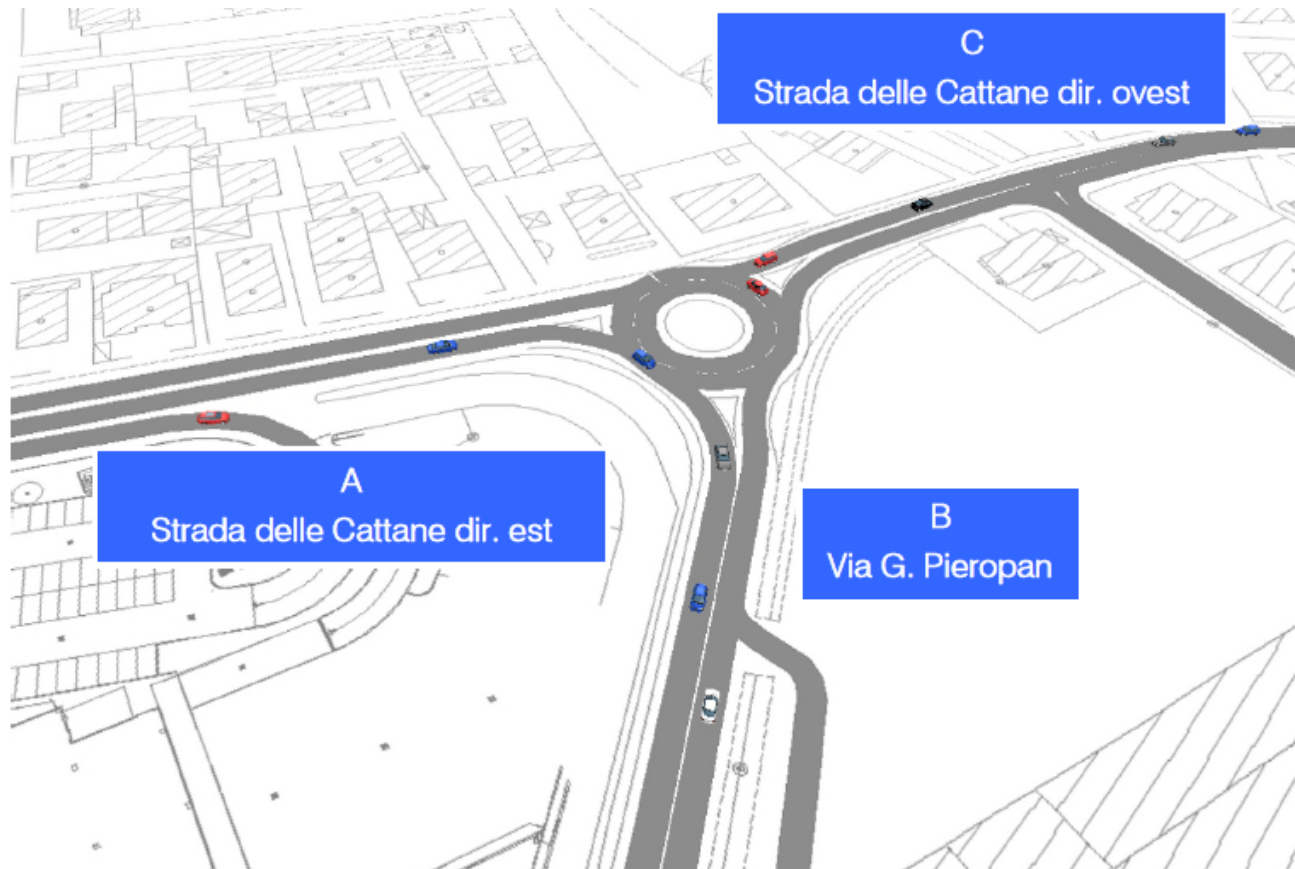 C
Strada delle Cattane dir. ovest
A
Strada delle Cattane dir. est
B
Via G. Pieropan